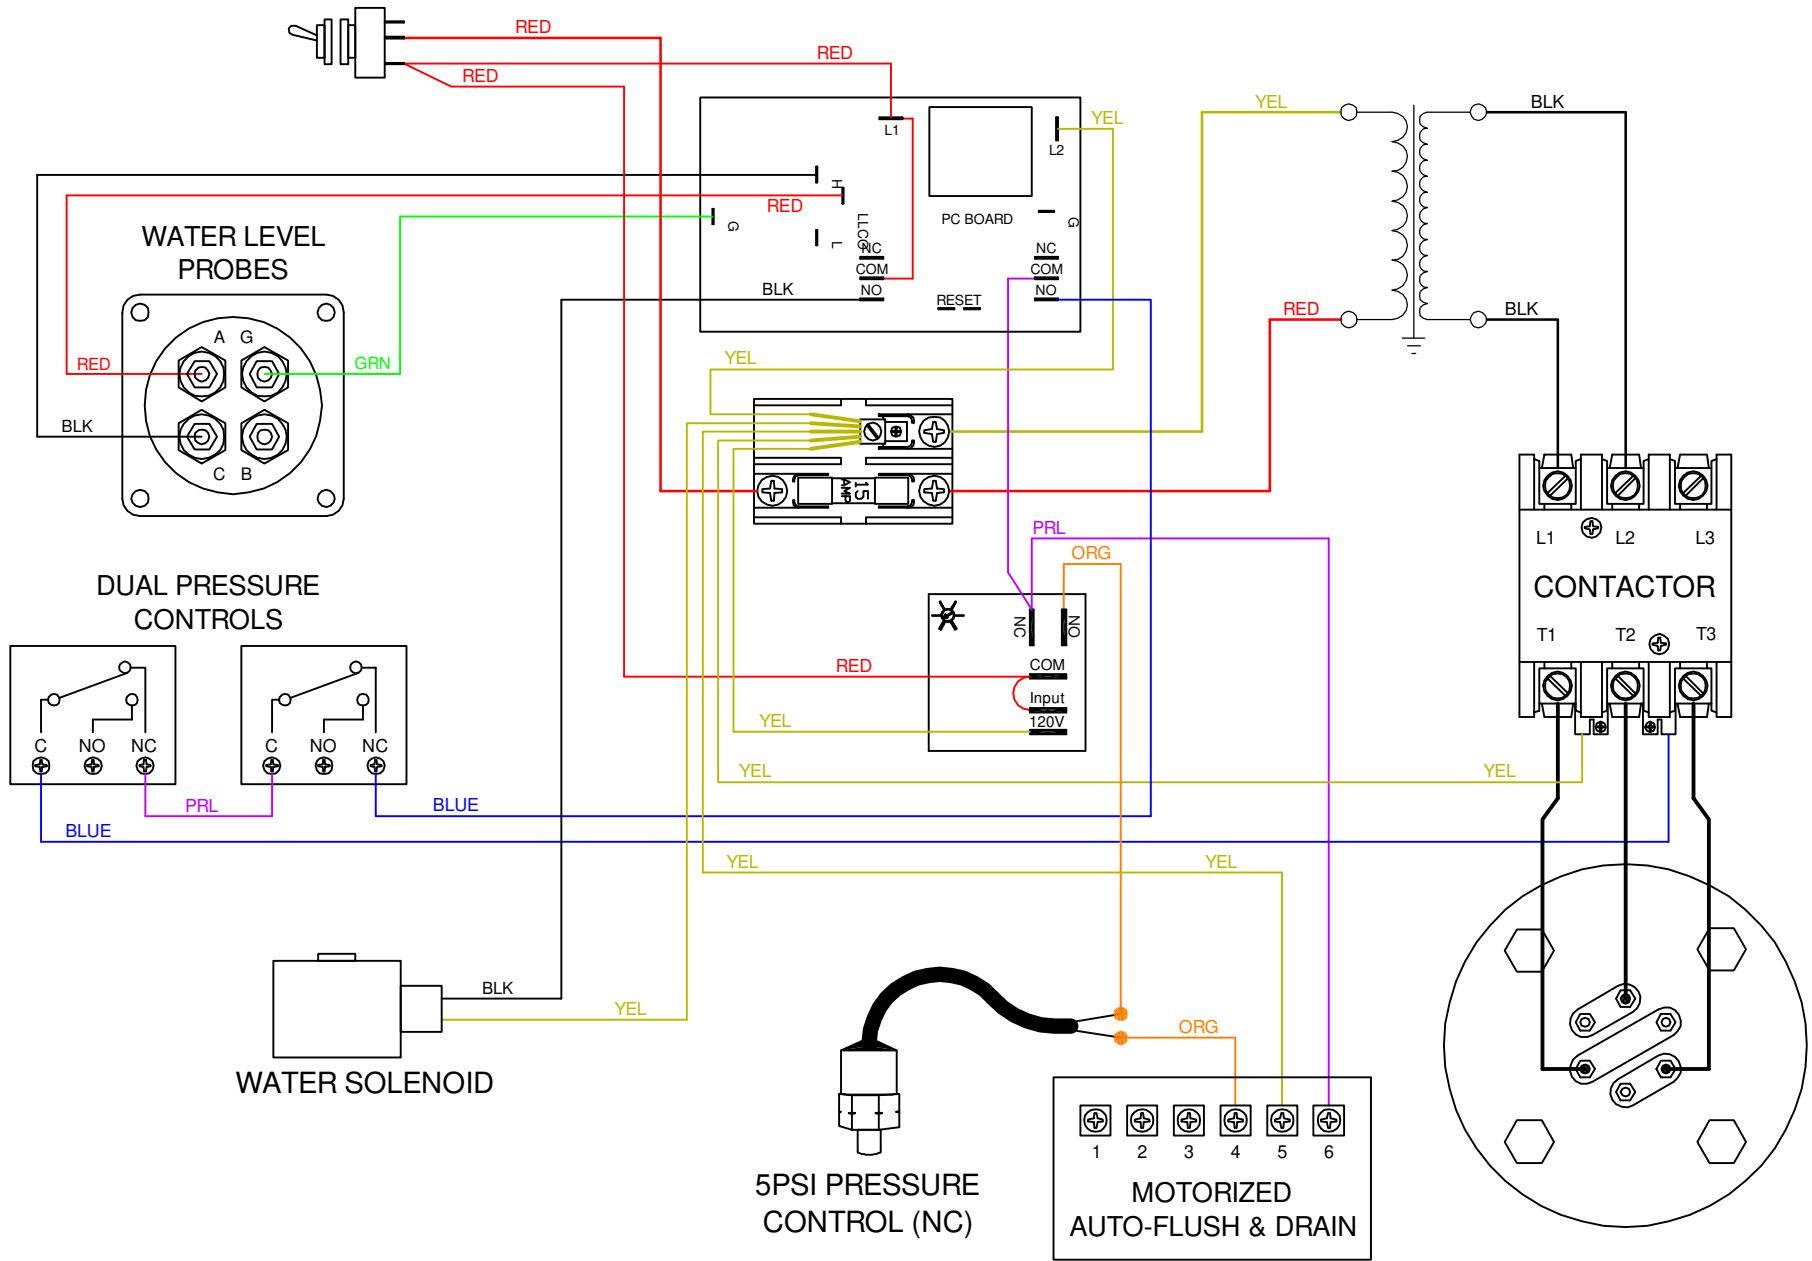 RED
RED
RED
YEL
YEL
BLK
L1
L2
H
RED
G
L
LLCO
PC BOARD
G
NC
COM
NO
NC
COM
NO
RESET
BLK
WATER LEVEL
PROBES
A G
C B
RED
GRN
BLK
RED
BLK
YEL
15
AMP
L1
L2
L3
CONTACTOR
T1
T2
T3
PRL
ORG
NC
NO
COM
Input
120V
RED
YEL
DUAL PRESSURE
CONTROLS
C
NO
NC
C
NO
NC
PRL
BLUE
BLUE
YEL
YEL
YEL
YEL
BLK
YEL
WATER SOLENOID
ORG
5PSI PRESSURE
CONTROL (NC)
1
2
3
4
5
6
MOTORIZED
AUTO-FLUSH & DRAIN